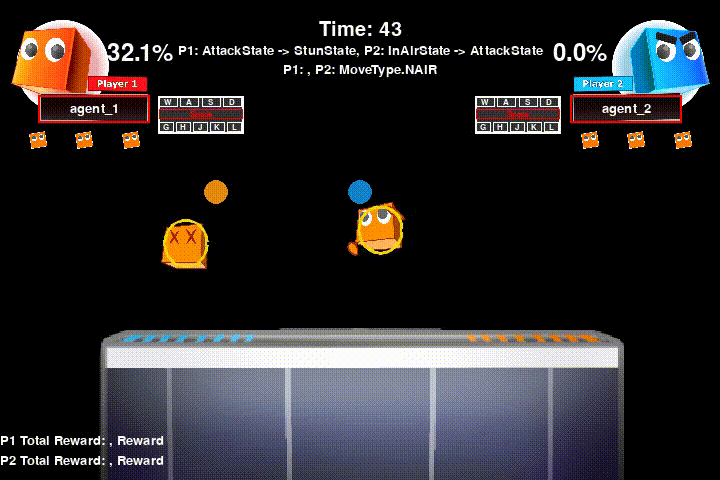 Time: 43
32.1% P1: AttackState -> StunState, P2: InAirState -> AttackState 0.0%
P1: , P2: MoveType.NAIR
Player 1
Player 2
agent_1
agent_2
W A S D
G H J K L
W A S D
G H J K L
X X
P1 Total Reward: , Reward
P2 Total Reward: , Reward